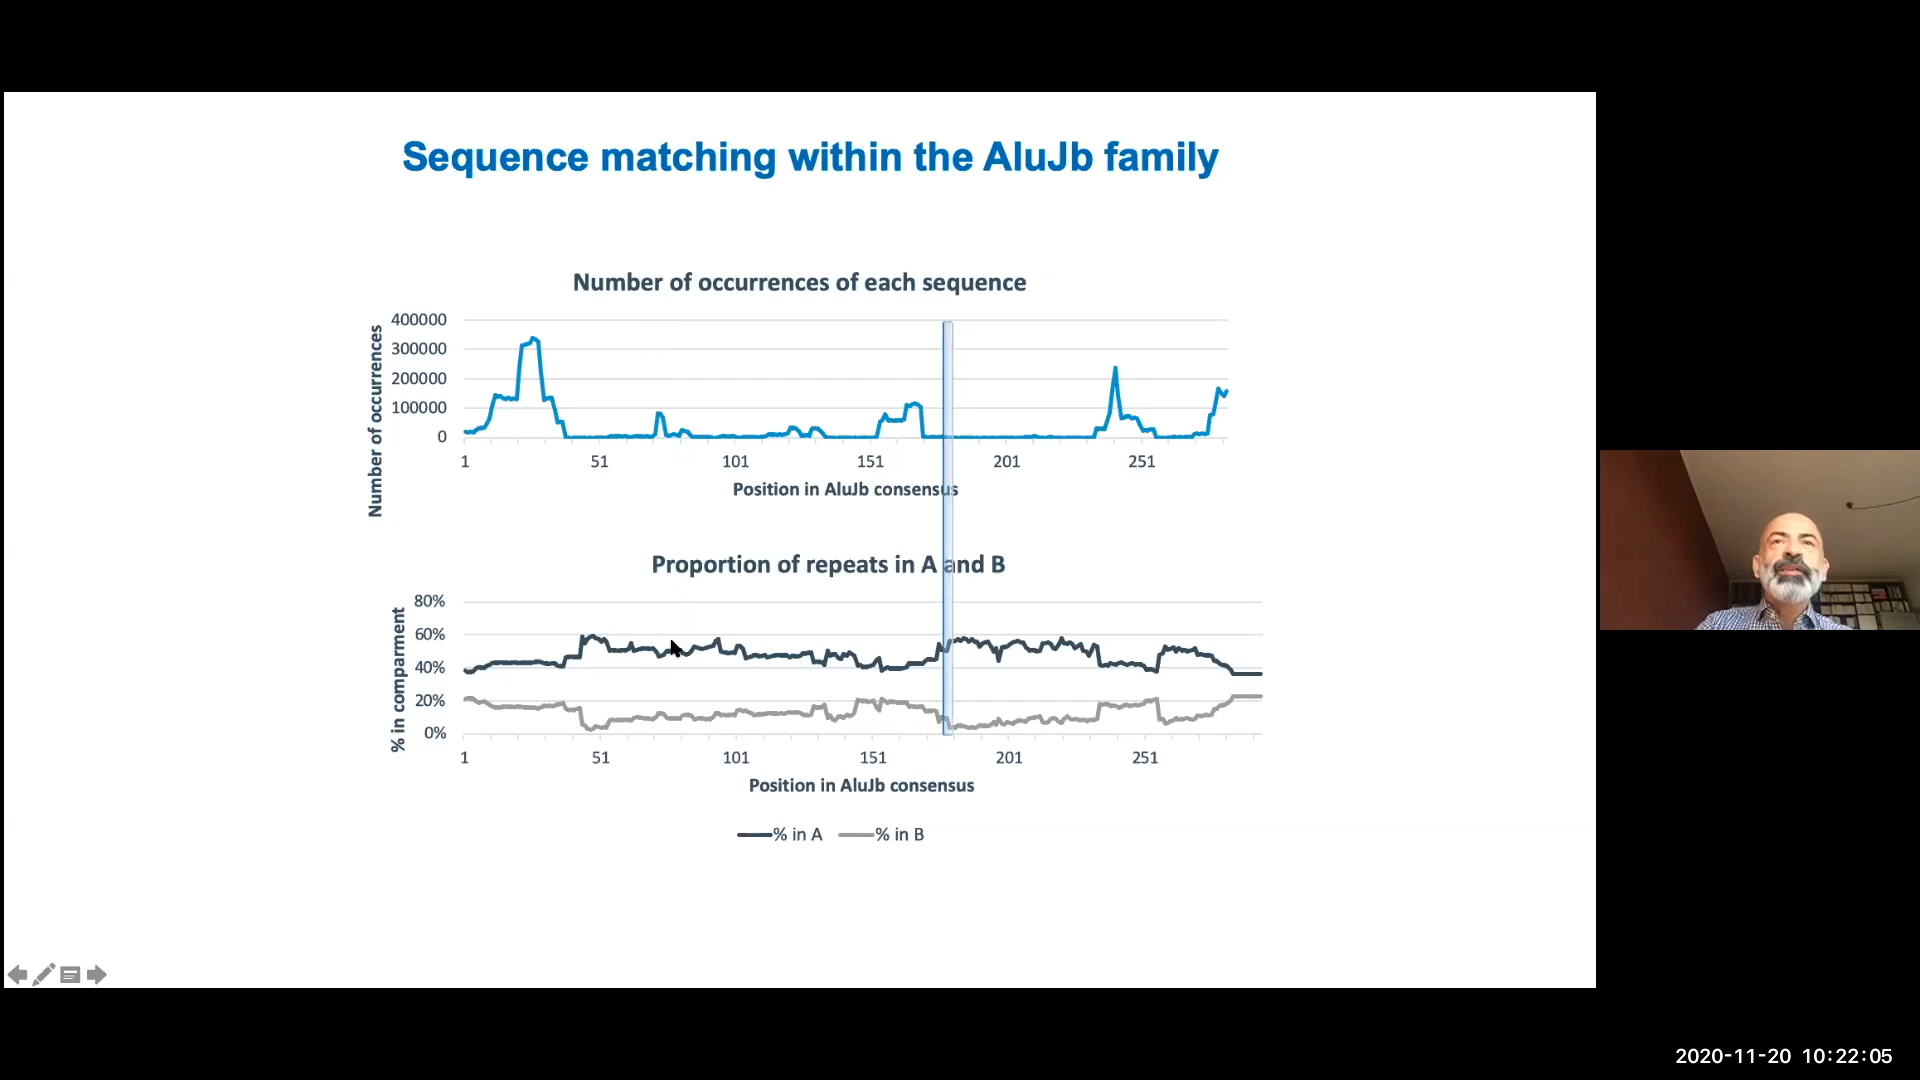 Sequence matching within the AluJb family
Number of occurrences of each sequence
Number of occurrences
400000
300000
200000
100000
0
1 51 101 151 201 251
Position in AluJb consensus
Proportion of repeats in A and B
% in comparment
80%
60%
40%
20%
0%
1 51 101 151 201 251
Position in AluJb consensus
% in A % in B
2020-11-20 10:22:05